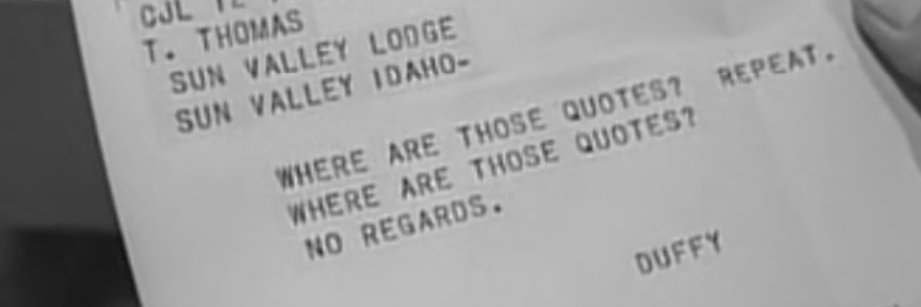 T. THOMAS
SUN VALLEY LODGE
SUN VALLEY IDAHO-
WHERE ARE THOSE QUOTES? REPEAT.
WHERE ARE THOSE QUOTES?
NO REGARDS.
DUFFY